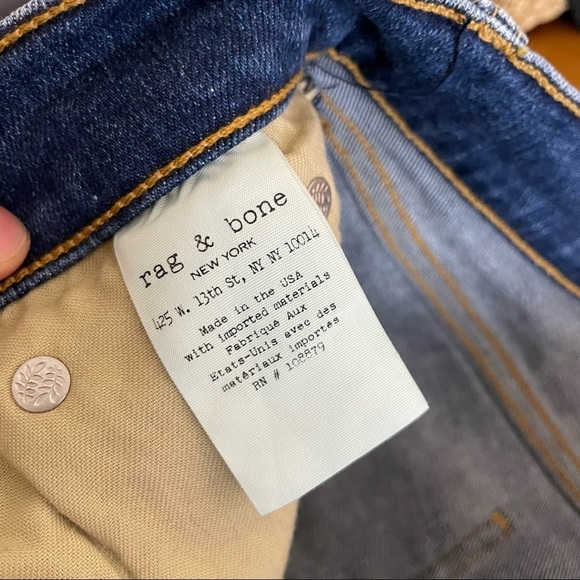 rag & bone
NEW YORK
425 W. 13th St, NY NY 10014
Made in the USA
with imported materials
Fabriqué Aux
Etats-Unis avec des
matériaux importés
RN # 108879